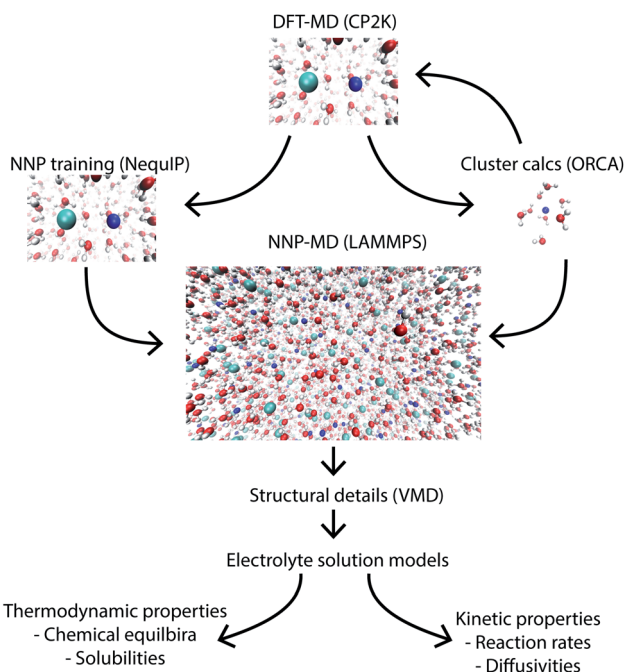 DFT-MD (CP2K)
NNP training (NequIP)
Cluster calcs (ORCA)
NNP-MD (LAMMPS)
Structural details (VMD)
Electrolyte solution models
Thermodynamic properties
- Chemical equilbira
- Solubilities
Kinetic properties
- Reaction rates
- Diffusivities